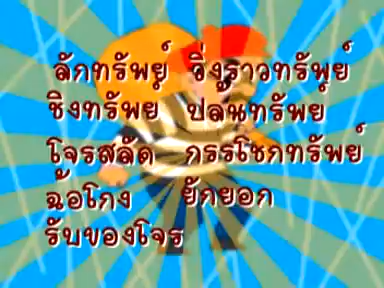 ลักทรัพย์ วิ่งราวทรัพย์
ชิงทรัพย์ ปล้นทรัพย์
โจรสลัด กรรโชกทรัพย์
ฉ้อโกง ยักยอก
รับของโจร